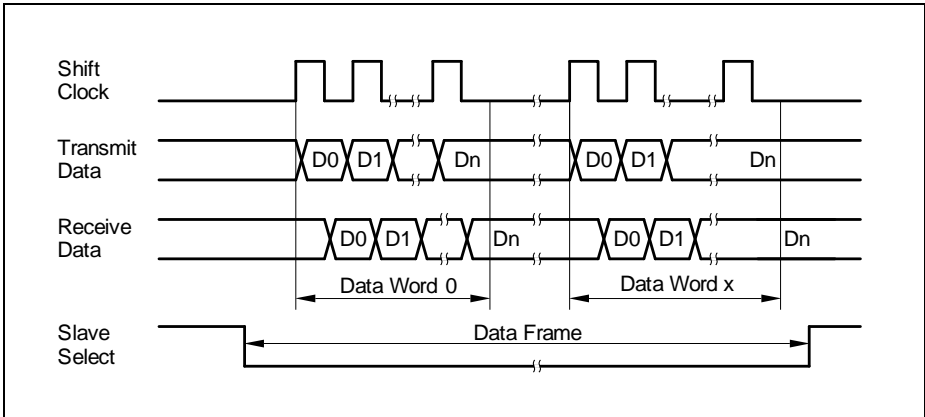 Shift
Clock
Transmit
Data
D0 D1 Dn D0 D1 Dn
Receive
Data
D0 D1 Dn D0 D1 Dn
Data Word 0 Data Word x
Slave
Select
Data Frame